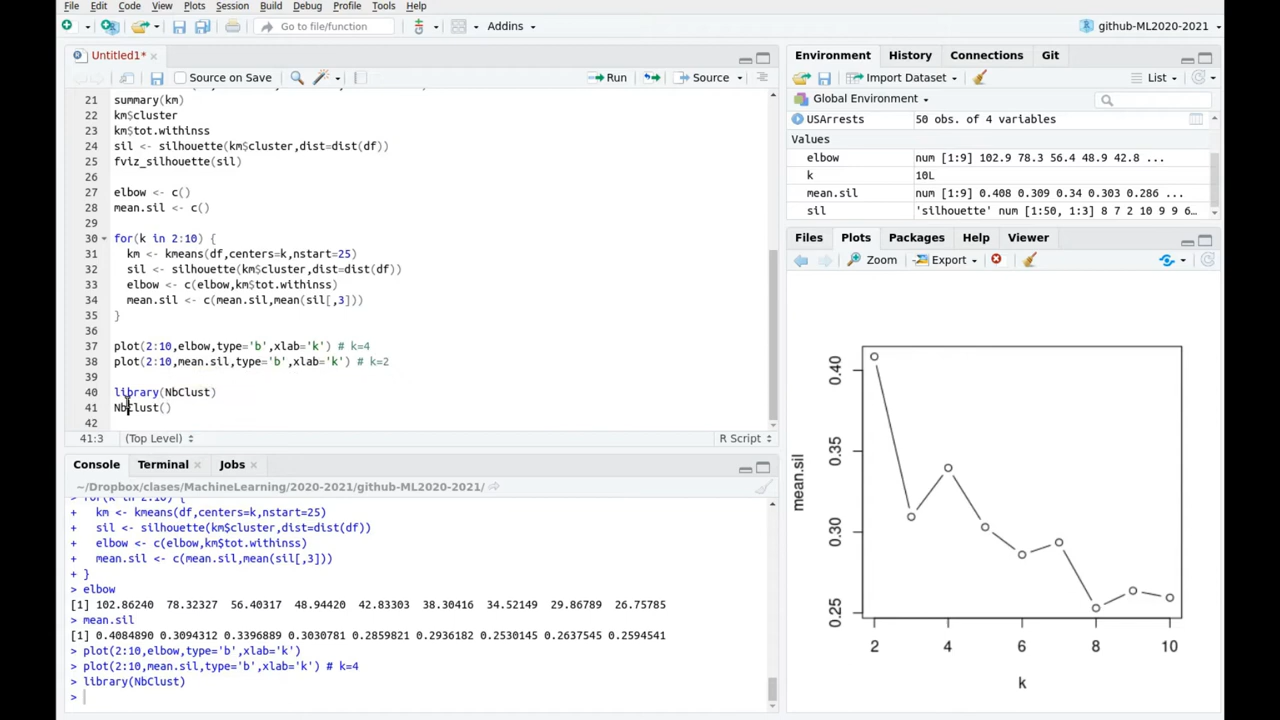 File Edit Code View Plots Session Build Debug Profile Tools Help
Go to file/function
Addins
github-ML2020-2021
Untitled1*
Source on Save
Run
Source
21 summary(km)
22 km$cluster
23 km$tot.withinss
24 sil <- silhouette(km$cluster,dist=dist(df))
25 fviz_silhouette(sil)
26
27 elbow <- c()
28 mean.sil <- c()
29
30 for(k in 2:10) {
31 km <- kmeans(df,centers=k,nstart=25)
32 sil <- silhouette(km$cluster,dist=dist(df))
33 elbow <- c(elbow,km$tot.withinss)
34 mean.sil <- c(mean.sil,mean(sil[,3]))
35 }
36
37 plot(2:10,elbow,type='b',xlab='k') # k=4
38 plot(2:10,mean.sil,type='b',xlab='k') # k=2
39
40 library(NbClust)
41 NbClust()
42
41:3 (Top Level) R Script
Console Terminal Jobs
~/Dropbox/clases/MachineLearning/2020-2021/github-ML2020-2021/
> for(k in 2:10) {
+ km <- kmeans(df,centers=k,nstart=25)
+ sil <- silhouette(km$cluster,dist=dist(df))
+ elbow <- c(elbow,km$tot.withinss)
+ mean.sil <- c(mean.sil,mean(sil[,3]))
+ }
> elbow
[1] 102.86240 78.32327 56.40317 48.94420 42.83303 38.30416 34.52149 29.86789 26.75785
> mean.sil
[1] 0.4084890 0.3094312 0.3396889 0.3030781 0.2859821 0.2936182 0.2530145 0.2637545 0.2594541
> plot(2:10,elbow,type='b',xlab='k')
> plot(2:10,mean.sil,type='b',xlab='k') # k=4
> library(NbClust)
>
Environment History Connections Git
Import Dataset
List
Global Environment
USArrests 50 obs. of 4 variables
Values
elbow num [1:9] 102.9 78.3 56.4 48.9 42.8 ...
k 10L
mean.sil num [1:9] 0.408 0.309 0.34 0.303 0.286 ...
sil 'silhouette' num [1:50, 1:3] 8 7 2 10 9 9 6…
Files Plots Packages Help Viewer
Zoom Export
mean.sil
0.40
0.35
0.30
0.25
2 4 6 8 10
k